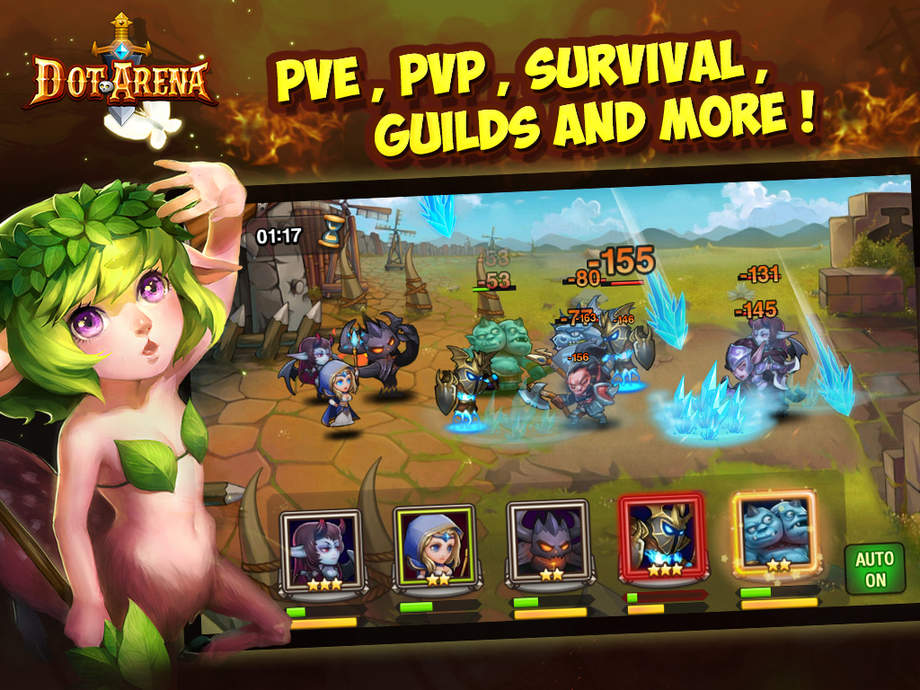 DOT ARENA
PVE , PVP , SURVIVAL ,
GUILDS AND MORE !
01:17
-53
-53
-80
-155
-131
-145
-146
-156
AUTO
ON